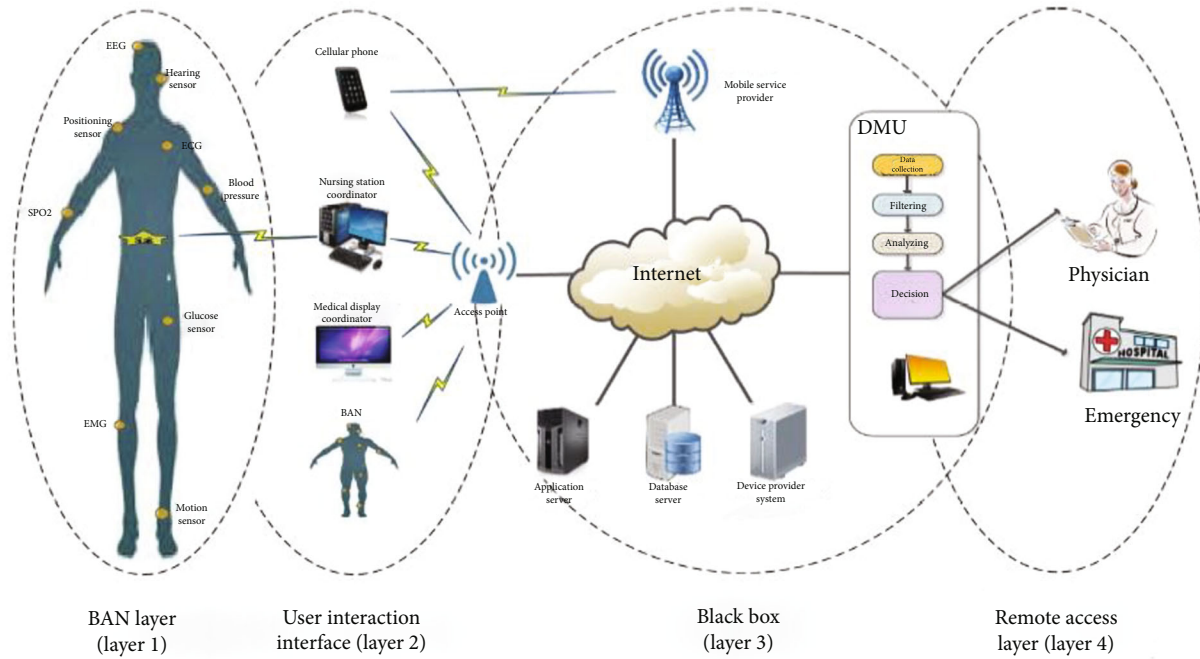 EEG
Hearing
sensor
Positioning
sensor
ECG
Blood
pressure
SPO2
Glucose
sensor
EMG
Motion
sensor
Cellular phone
Nursing station
coordinator
Medical display
coordinator
BAN
Access point
Mobile service
provider
Internet
Application
server
Database
server
Device provider
system
DMU
Data
collection
Filtering
Analyzing
Decision
Physician
HOSPITAL
Emergency
BAN layer
(layer 1)
User interaction
interface (layer 2)
Black box
(layer 3)
Remote access
layer (layer 4)